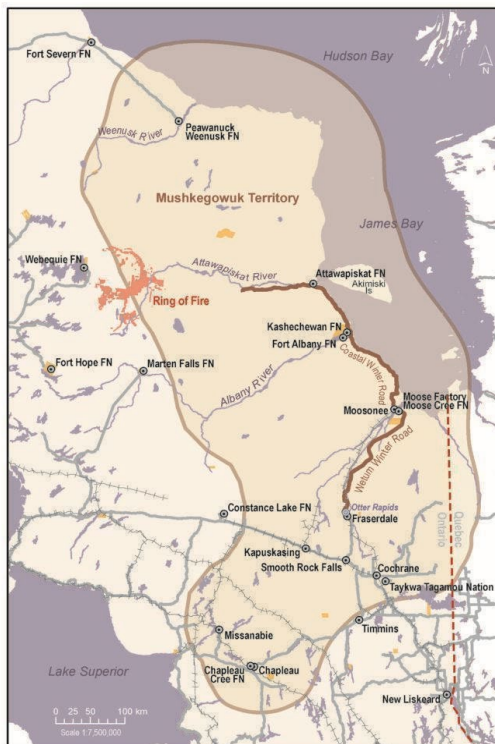 Hudson Bay
N
Fort Severn FN
Peawanuck
Weenusk FN
Weenusk River
Mushkegowuk Territory
James Bay
Webequie FN
Attawapiskat River
Attawapiskat FN
Akimiski
Is
Ring of Fire
Kashechewan FN
Fort Albany FN
Coastal Winter Road
Fort Hope FN
Marten Falls FN
Albany River
Moose Factory
Moosonee
Moose Cree FN
Wetum Winter Road
Constance Lake FN
Otter Rapids
Fraserdale
Ontario
Quebec
Kapuskasing
Smooth Rock Falls
Cochrane
Taykwa Tagamou Nation
Missanabie
Timmins
Chapleau
Cree FN
Chapleau
Lake Superior
New Liskeard
0 25 50 100 km
Scale 1:7,500,000